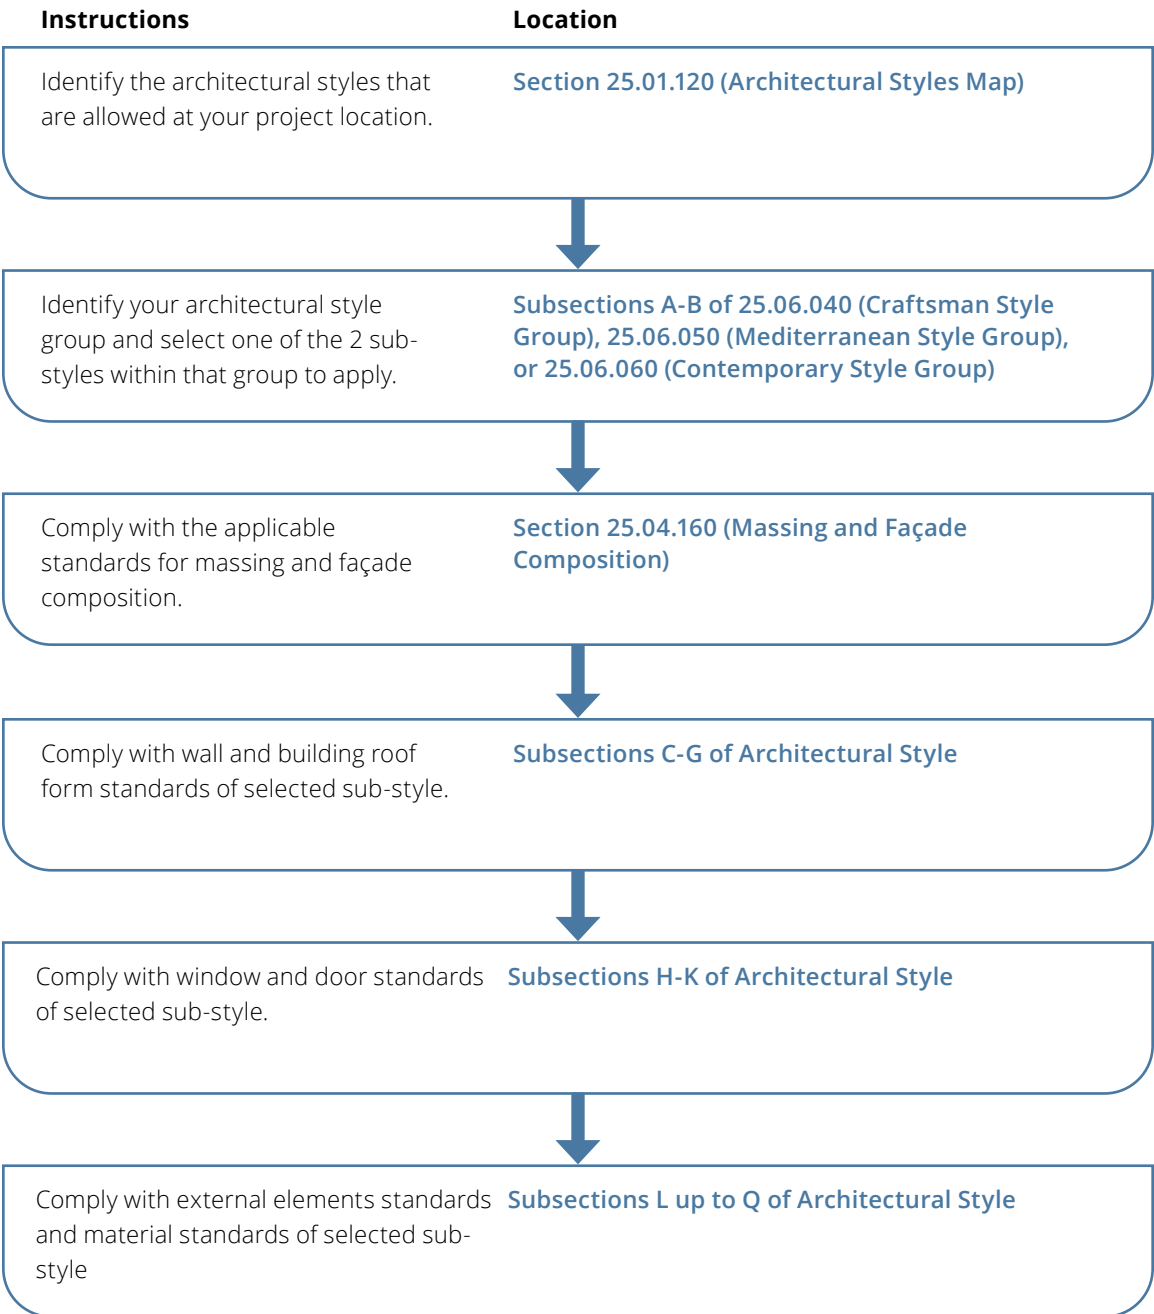 Instructions
Location
Identify the architectural styles that
are allowed at your project location.
Section 25.01.120 (Architectural Styles Map)
Identify your architectural style
group and select one of the 2 sub-
styles within that group to apply.
Subsections A-B of 25.06.040 (Craftsman Style
Group), 25.06.050 (Mediterranean Style Group),
or 25.06.060 (Contemporary Style Group)
Comply with the applicable
standards for massing and façade
composition.
Section 25.04.160 (Massing and Façade
Composition)
Comply with wall and building roof
form standards of selected sub-style.
Subsections C-G of Architectural Style
Comply with window and door standards
of selected sub-style.
Subsections H-K of Architectural Style
Comply with external elements standards
and material standards of selected sub-
style
Subsections L up to Q of Architectural Style